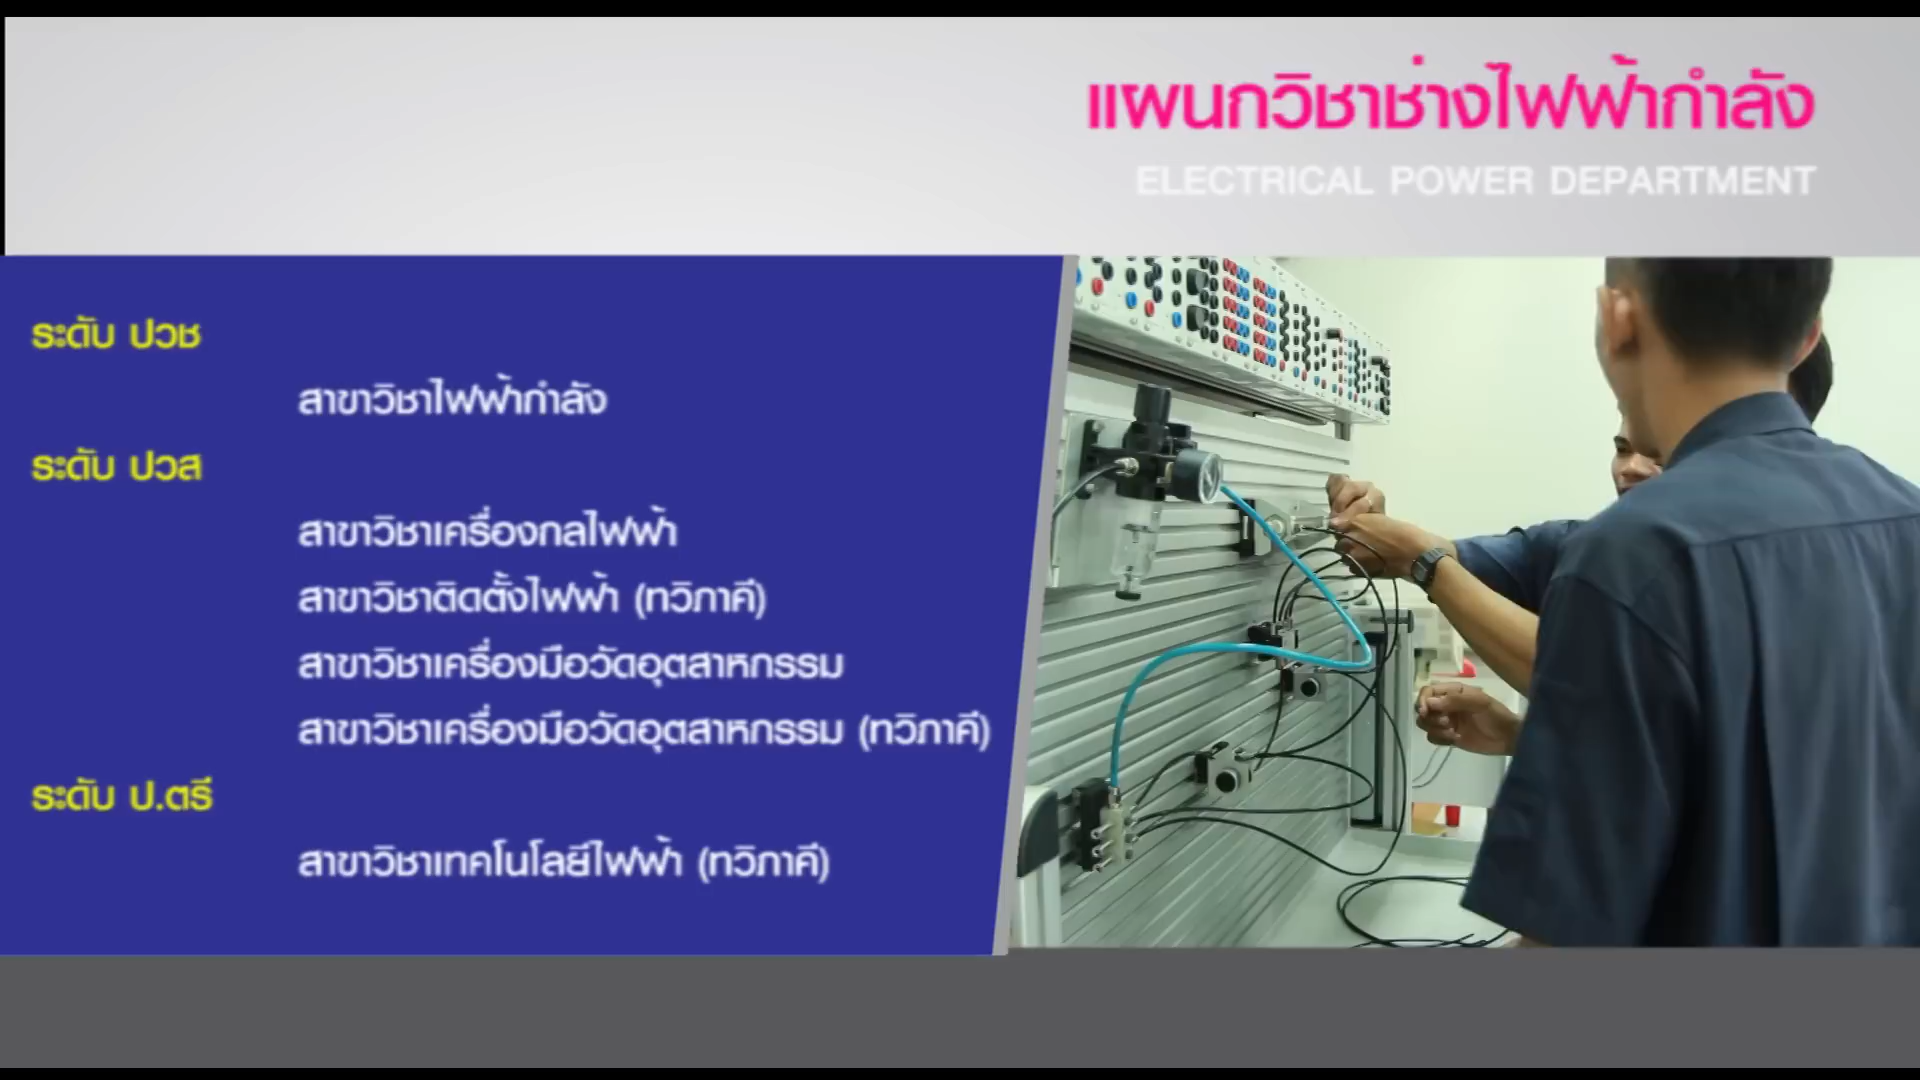 แผนกวิชาช่างไฟฟ้ากำลัง
ELECTRICAL POWER DEPARTMENT
ระดับ ปวช
สาขาวิชาไฟฟ้ากำลัง
ระดับ ปวส
สาขาวิชาเครื่องกลไฟฟ้า
สาขาวิชาติดตั้งไฟฟ้า (ทวิภาคี)
สาขาวิชาเครื่องมือวัดอุตสาหกรรม
สาขาวิชาเครื่องมือวัดอุตสาหกรรม (ทวิภาคี)
ระดับ ป.ตรี
สาขาวิชาเทคโนโลยีไฟฟ้า (ทวิภาคี)